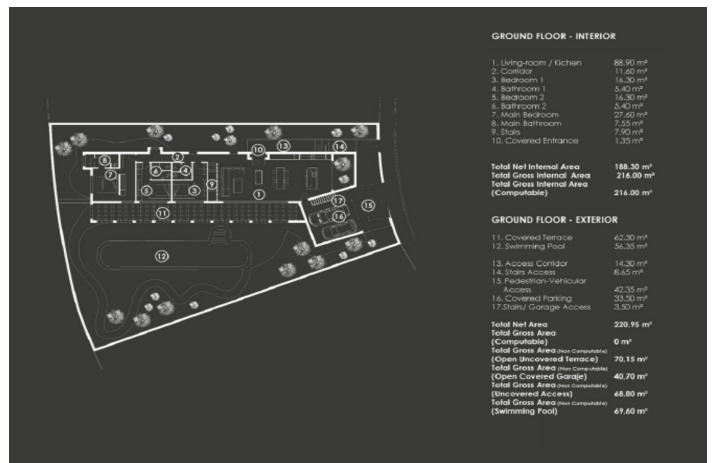 GROUND FLOOR - INTERIOR
1. Living-room / Kichen 88,90 m²
2. Corridor 11,60 m²
3. Bedroom 1 16,30 m²
4. Bathroom 1 5,40 m²
5. Bedroom 2 16,30 m²
6. Bathroom 2 5,40 m²
7. Main Bedroom 27,60 m²
8. Main Bathroom 7,55 m²
9. Stairs 7,90 m²
10. Covered Entrance 1,35 m²
Total Net Internal Area 188.30 m²
Total Gross Internal Area 216.00 m²
Total Gross Internal Area
(Computable) 216.00 m²
GROUND FLOOR - EXTERIOR
11. Covered Terrace 62,30 m²
12. Swimming Pool 56,35 m²
13. Access Corridor 14,30 m²
14. Stairs Access 8,65 m²
15. Pedestrian-Vehicular
Access 42,35 m²
16. Covered Parking 33,50 m²
17.Stairs/ Garage Access 3,50 m²
Total Net Area 220,95 m²
Total Gross Area
(Computable) 0 m²
Total Gross Area (Non Computable)
(Open Uncovered Terrace) 70,15 m²
Total Gross Area (Non Computable)
(Open Covered Garaje) 40,70 m²
Total Gross Area (Non Computable)
(Uncovered Access) 68,80 m²
Total Gross Area (Non Computable)
(Swimming Pool) 69,60 m²
13
14
10
2
8
6
4
7
5
3
9
1
17
16
15
11
12